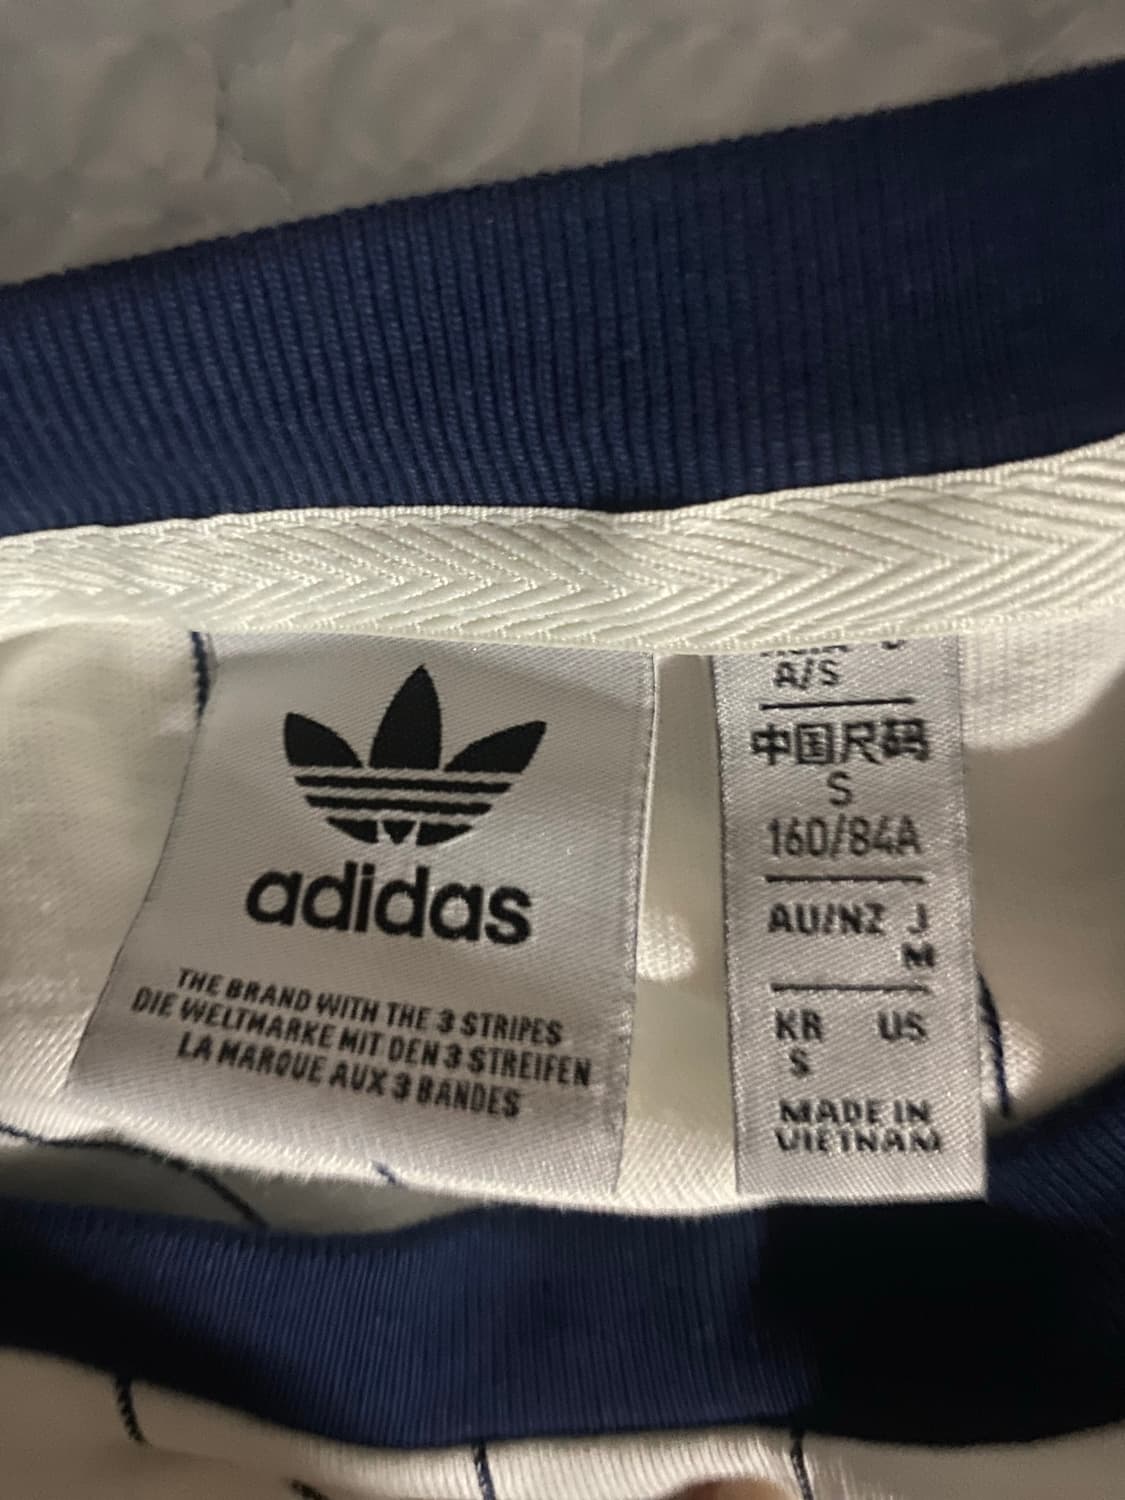 adidas
THE BRAND WITH THE 3 STRIPES
DIE WELTMARKE MIT DEN 3 STREIFEN
LA MARQUE AUX 3 BANDES
A/S
中国尺码
S
160/84A
AU/NZ J
M
KR US
S
MADE IN
VIETNAM